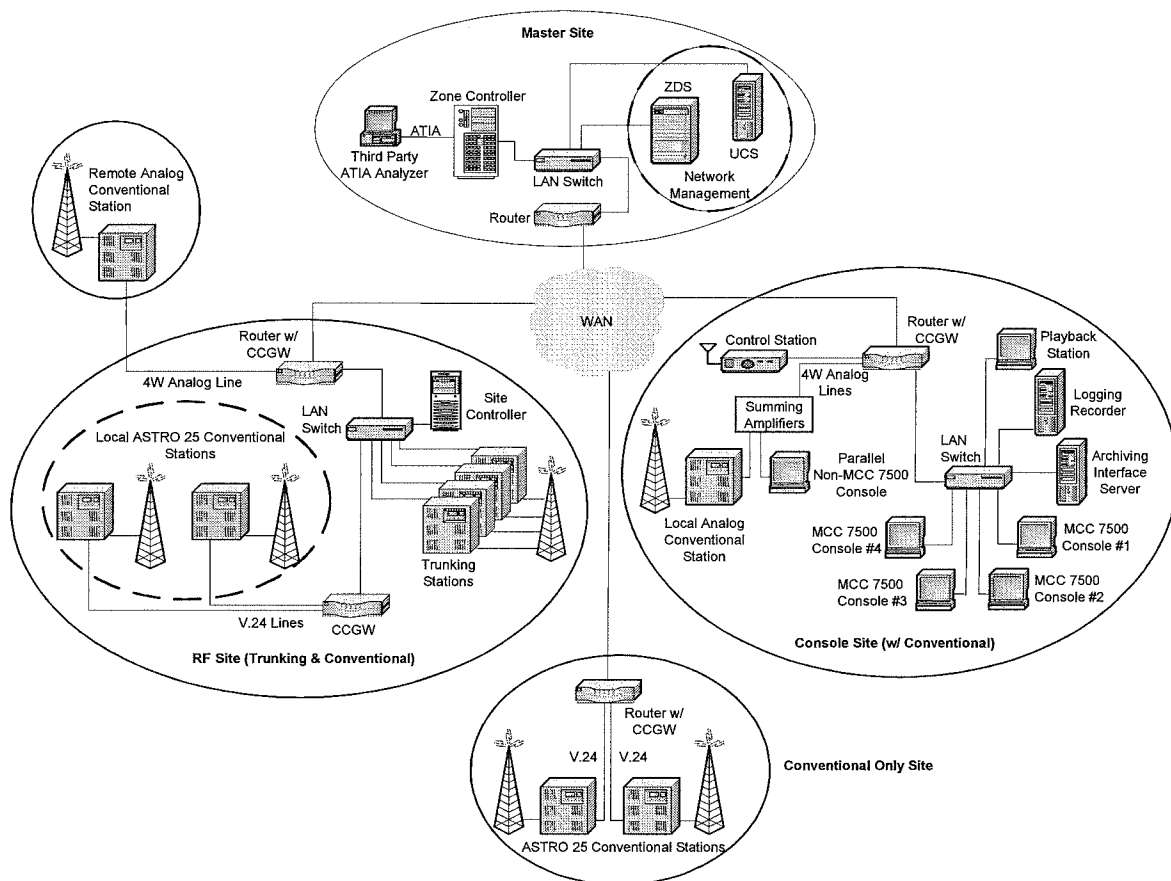 Master Site
Zone Controller
ZDS
ATIA
Third Party
ATIA Analyzer
LAN Switch
UCS
Network
Management
Router
Remote Analog
Conventional
Station
WAN
Router w/
CCGW
4W Analog Line
LAN
Switch
Site
Controller
Local ASTRO 25 Conventional
Stations
Trunking
Stations
V.24 Lines
CCGW
RF Site (Trunking & Conventional)
Control Station
Router w/
CCGW
Playback
Station
4W Analog
Lines
Logging
Recorder
Summing
Amplifiers
LAN
Switch
Archiving
Interface
Server
Parallel
Non-MCC 7500
Console
Local Analog
Conventional
Station
MCC 7500
Console #4
MCC 7500
Console #1
MCC 7500
Console #3
MCC 7500
Console #2
Console Site (w/ Conventional)
Router w/
CCGW
V.24
V.24
Conventional Only Site
ASTRO 25 Conventional Stations